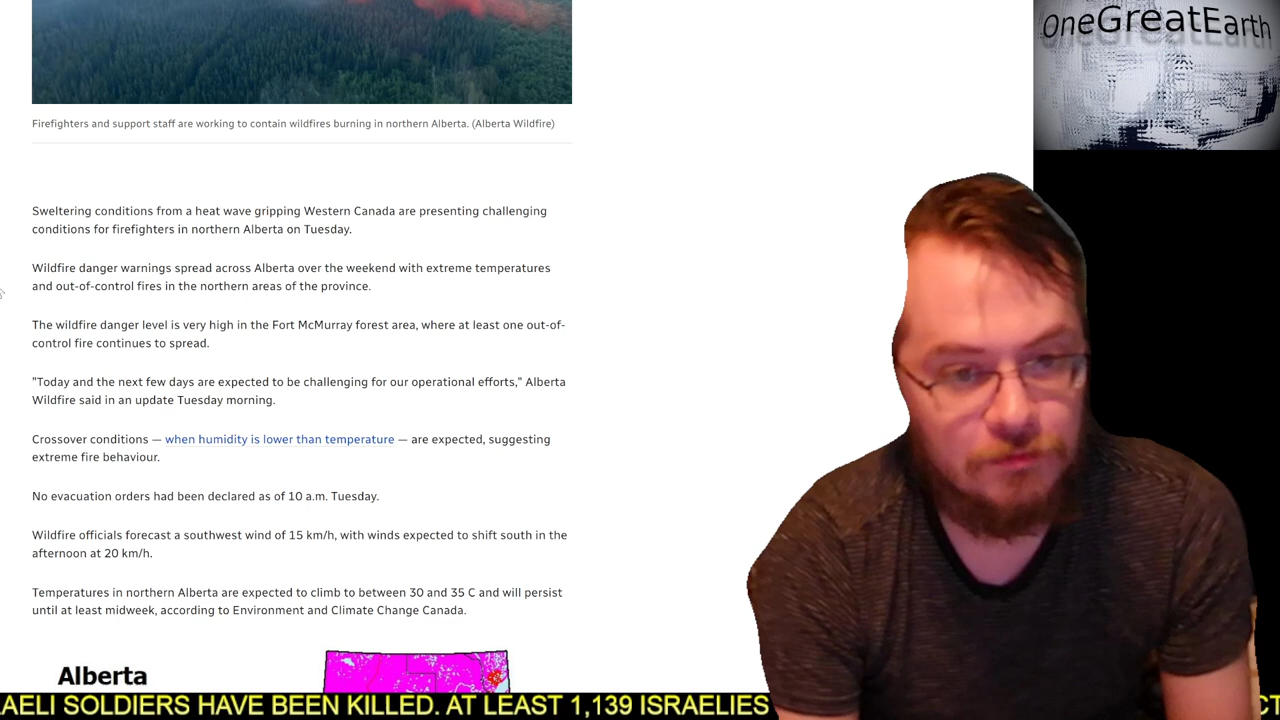 OneGreatEarth
Firefighters and support staff are working to contain wildfires burning in northern Alberta. (Alberta Wildfire)
Sweltering conditions from a heat wave gripping Western Canada are presenting challenging
conditions for firefighters in northern Alberta on Tuesday.
Wildfire danger warnings spread across Alberta over the weekend with extreme temperatures
and out-of-control fires in the northern areas of the province.
The wildfire danger level is very high in the Fort McMurray forest area, where at least one out-of-
control fire continues to spread.
"Today and the next few days are expected to be challenging for our operational efforts," Alberta
Wildfire said in an update Tuesday morning.
Crossover conditions — when humidity is lower than temperature — are expected, suggesting
extreme fire behaviour.
No evacuation orders had been declared as of 10 a.m. Tuesday.
Wildfire officials forecast a southwest wind of 15 km/h, with winds expected to shift south in the
afternoon at 20 km/h.
Temperatures in northern Alberta are expected to climb to between 30 and 35 C and will persist
until at least midweek, according to Environment and Climate Change Canada.
Alberta
AELI SOLDIERS HAVE BEEN KILLED. AT LEAST 1,139 ISRAELIES